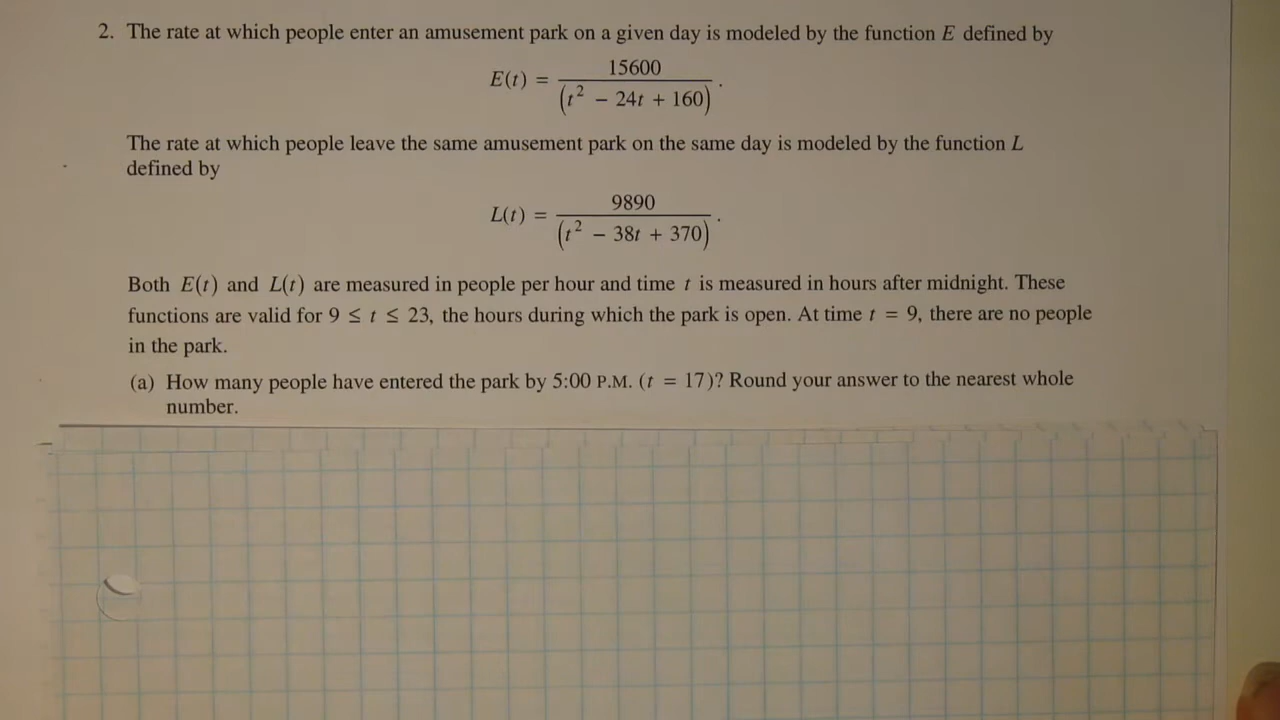 2. The rate at which people enter an amusement park on a given day is modeled by the function E defined by
E(t) = 15600 / (t² − 24t + 160).
The rate at which people leave the same amusement park on the same day is modeled by the function L
defined by
L(t) = 9890 / (t² − 38t + 370).
Both E(t) and L(t) are measured in people per hour and time t is measured in hours after midnight. These
functions are valid for 9 ≤ t ≤ 23, the hours during which the park is open. At time t = 9, there are no people
in the park.
(a) How many people have entered the park by 5:00 P.M. (t = 17)? Round your answer to the nearest whole
number.